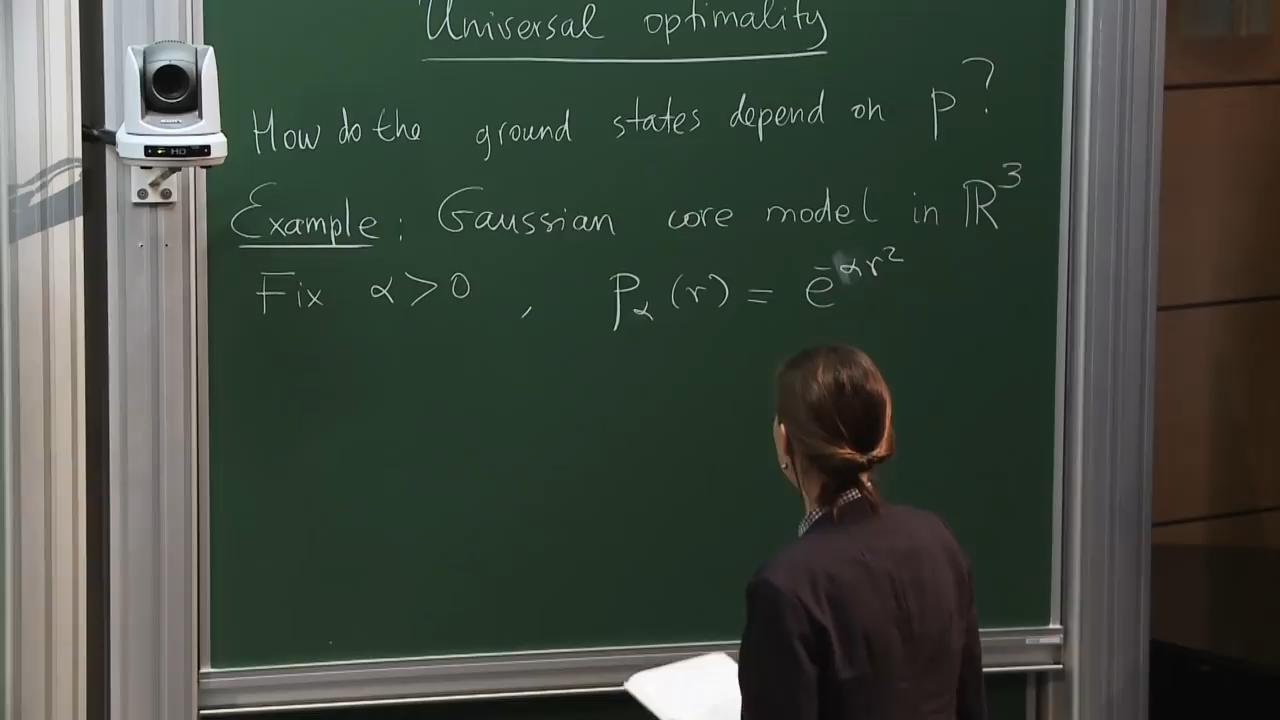 Universal optimality
How do the ground states depend on p?
Example: Gaussian core model in ℝ³
Fix α>0, p_α(r) = e^{-αr²}
HD